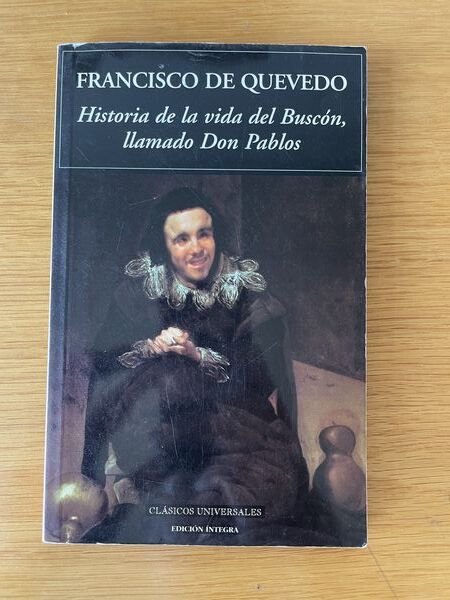 FRANCISCO DE QUEVEDO
Historia de la vida del Buscón,
llamado Don Pablos
CLÁSICOS UNIVERSALES
EDICIÓN ÍNTEGRA